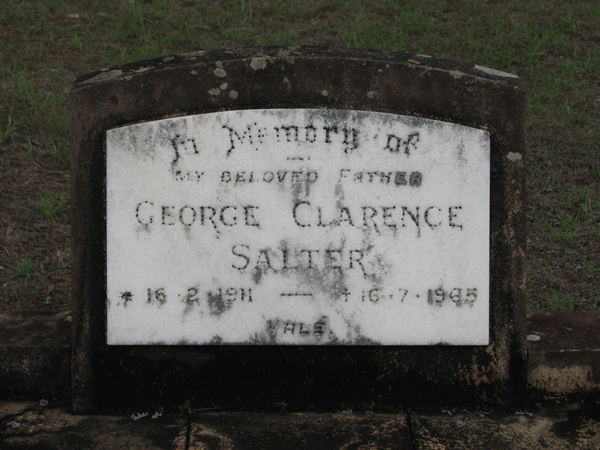 In Memory of
MY BELOVED FATHER
GEORGE CLARENCE
SALTER
* 16·2·1911 — + 16·7·1965
VALE.